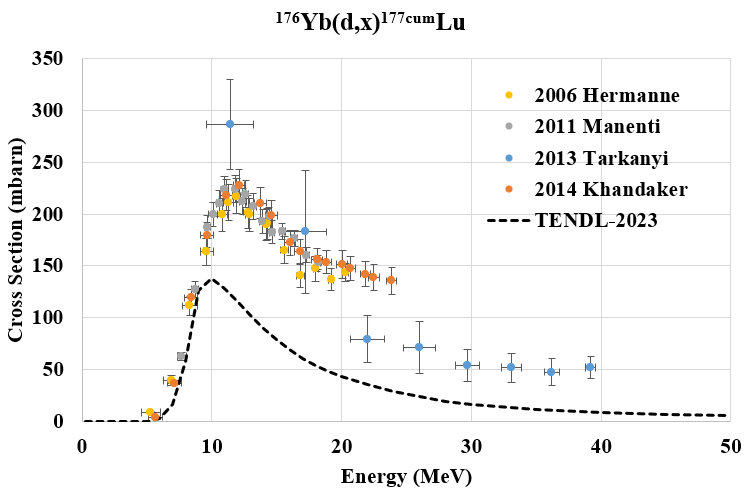 ¹⁷⁶Yb(d,x)¹⁷⁷ᶜᵘᵐLu
350
300
250
200
150
100
50
0
Cross Section (mbarn)
2006 Hermanne
2011 Manenti
2013 Tarkanyi
2014 Khandaker
TENDL-2023
0 10 20 30 40 50
Energy (MeV)